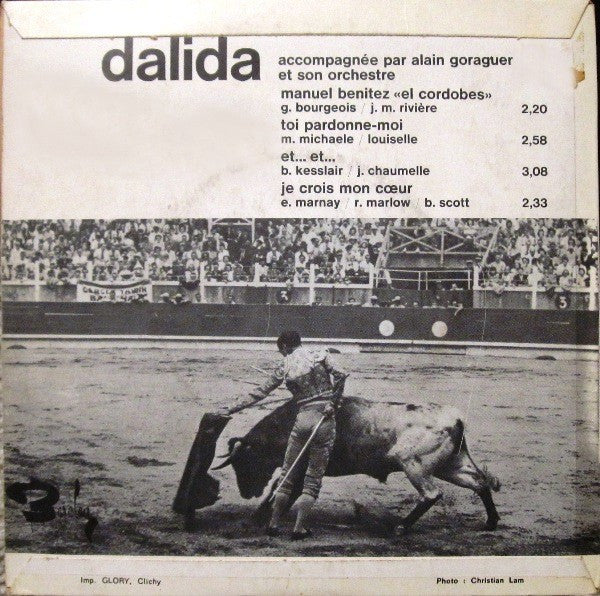 dalida
accompagnée par alain goraguer
et son orchestre
manuel benitez «el cordobes»
g. bourgeois / j. m. rivière 2,20
toi pardonne-moi
m. michaele / louiselle 2,58
et... et...
b. kesslair / j. chaumelle 3,08
je crois mon cœur
e. marnay / r. marlow / b. scott 2,33
3
Imp. GLORY, Clichy
Photo : Christian Lam